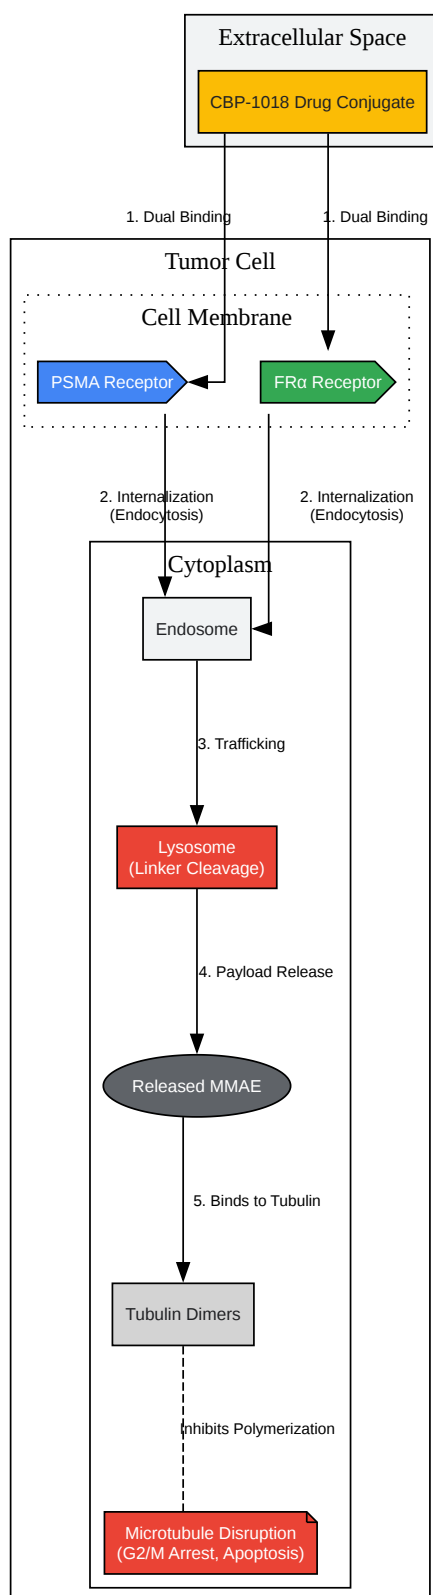 Extracellular Space
CBP-1018 Drug Conjugate
1. Dual Binding
1. Dual Binding
Tumor Cell
Cell Membrane
PSMA Receptor
FRα Receptor
2. Internalization
(Endocytosis)
2. Internalization
(Endocytosis)
Cytoplasm
Endosome
3. Trafficking
Lysosome
(Linker Cleavage)
4. Payload Release
Released MMAE
5. Binds to Tubulin
Tubulin Dimers
Inhibits Polymerization
Microtubule Disruption
(G2/M Arrest, Apoptosis)